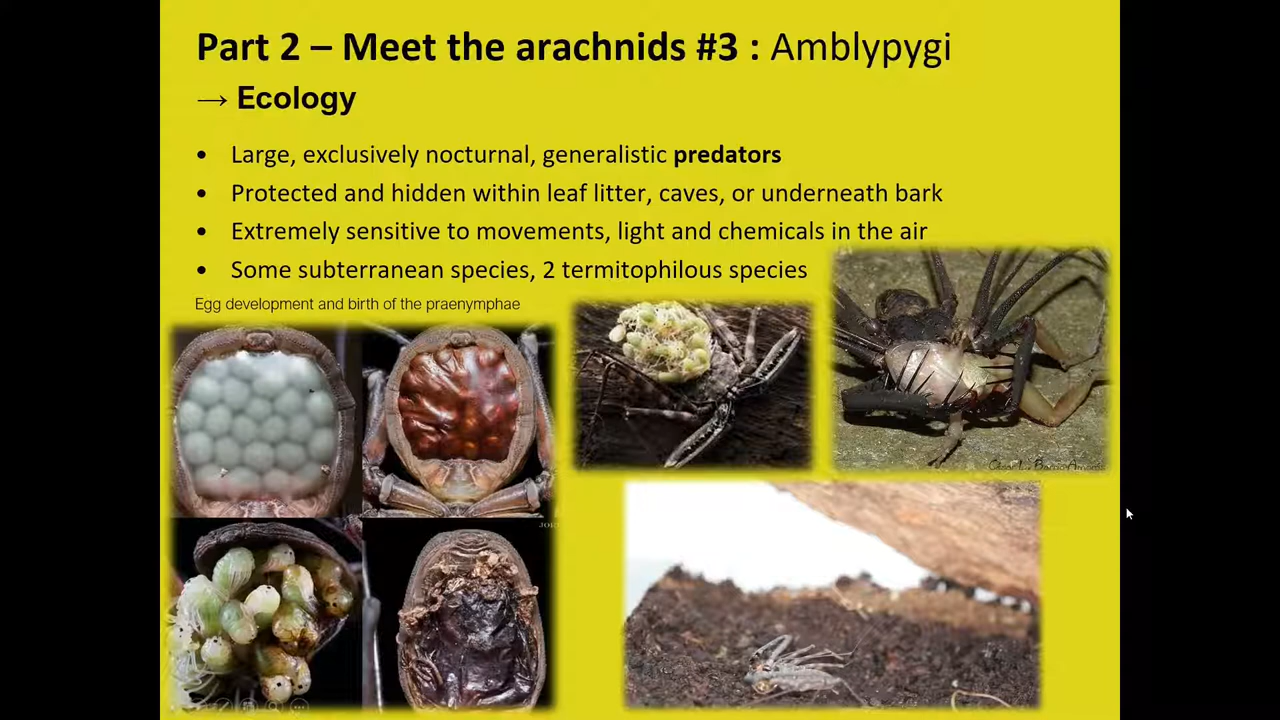 Part 2 – Meet the arachnids #3 : Amblypygi
→ Ecology
• Large, exclusively nocturnal, generalistic predators
• Protected and hidden within leaf litter, caves, or underneath bark
• Extremely sensitive to movements, light and chemicals in the air
• Some subterranean species, 2 termitophilous species
Egg development and birth of the praenymphae